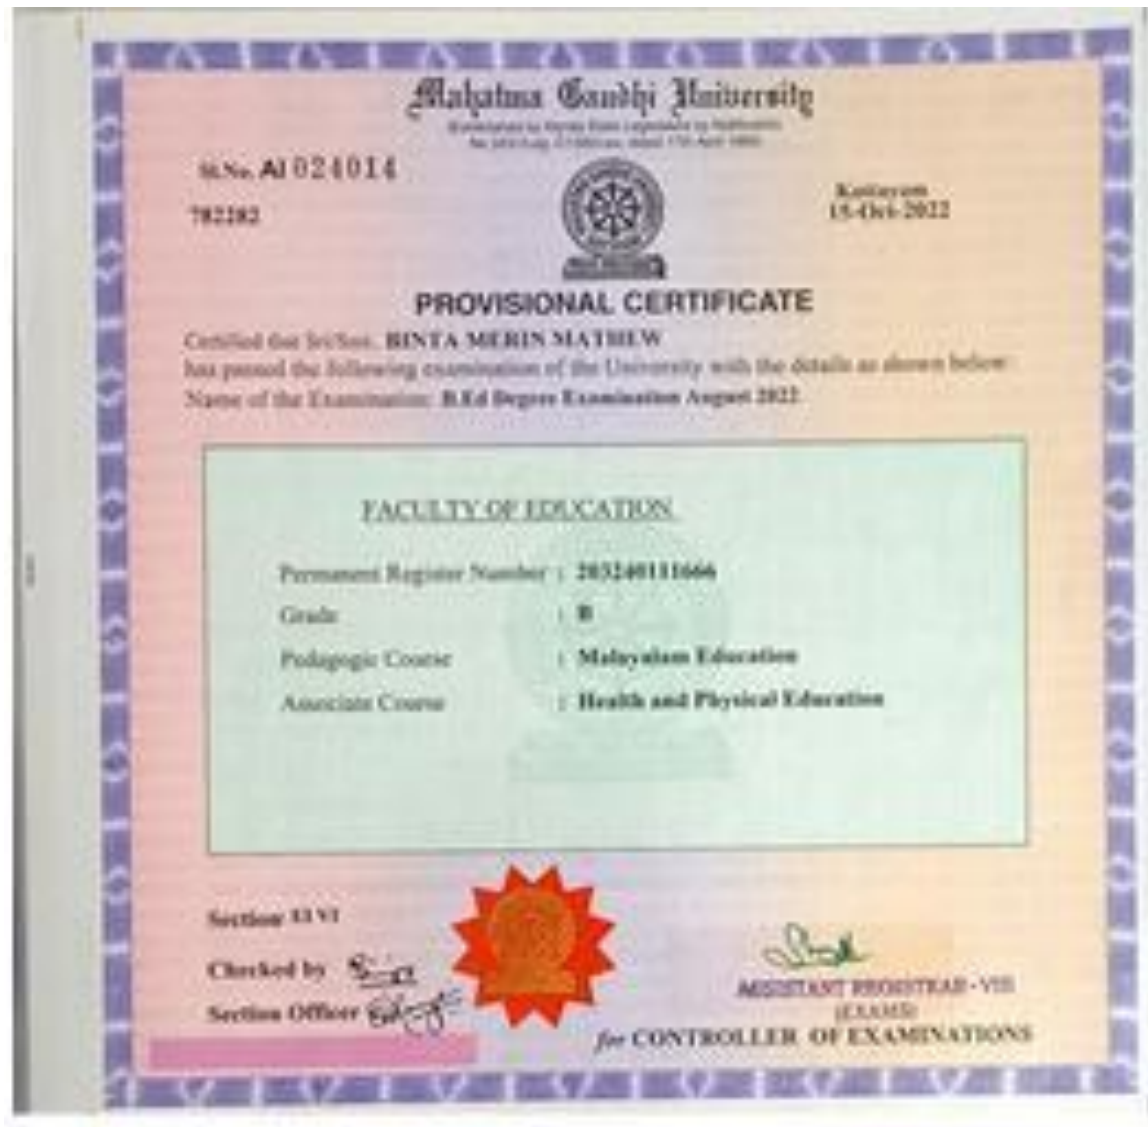 Mahatma Gandhi University
Sl.No. AI 024014
Kottayam
782282
15-Oct-2022
PROVISIONAL CERTIFICATE
Certified that Sri/Smt. BINTA MERIN MATHEW
has passed the following examination of the University with the details as shown below:
Name of the Examination: B.Ed Degree Examination August 2022
FACULTY OF EDUCATION
Permanent Register Number : 203240111666
Grade : B
Pedagogic Course : Malayalam Education
Associate Course : Health and Physical Education
Section VI
Checked by
Section Officer
ASSISTANT REGISTRAR - VIII
(EXAMS)
for CONTROLLER OF EXAMINATIONS